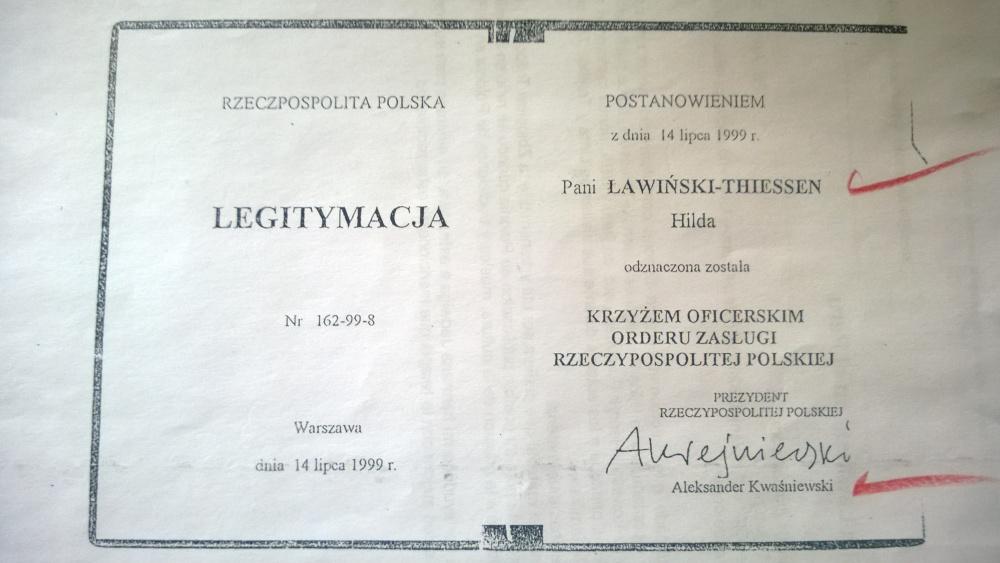 RZECZPOSPOLITA POLSKA
LEGITYMACJA
Nr 162-99-8
Warszawa
dnia 14 lipca 1999 r.
POSTANOWIENIEM
z dnia 14 lipca 1999 r.
Pani ŁAWIŃSKI-THIESSEN
Hilda
odznaczona została
KRZYŻEM OFICERSKIM
ORDERU ZASŁUGI
RZECZYPOSPOLITEJ POLSKIEJ
PREZYDENT
RZECZYPOSPOLITEJ POLSKIEJ
Aleksander Kwaśniewski